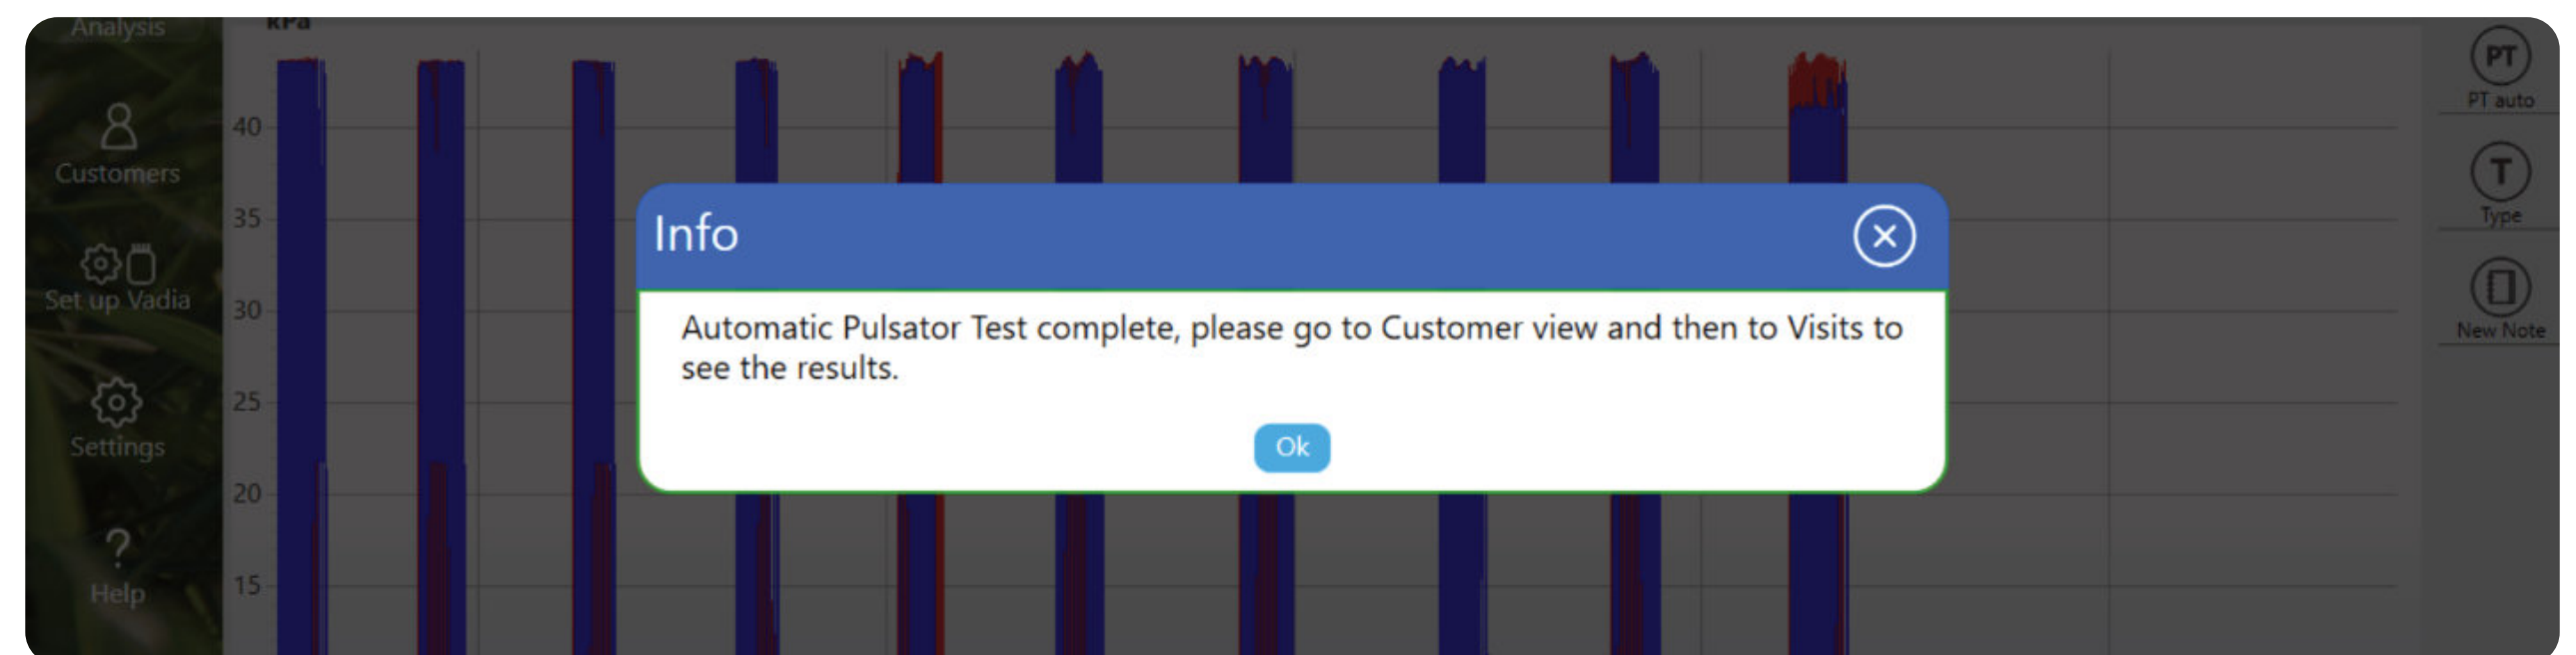 Analysis
kPa
Customers
Set up Vadia
Settings
Help
40
35
30
25
20
15
Info
Automatic Pulsator Test complete, please go to Customer view and then to Visits to
see the results.
Ok
PT
PT auto
T
Type
New Note